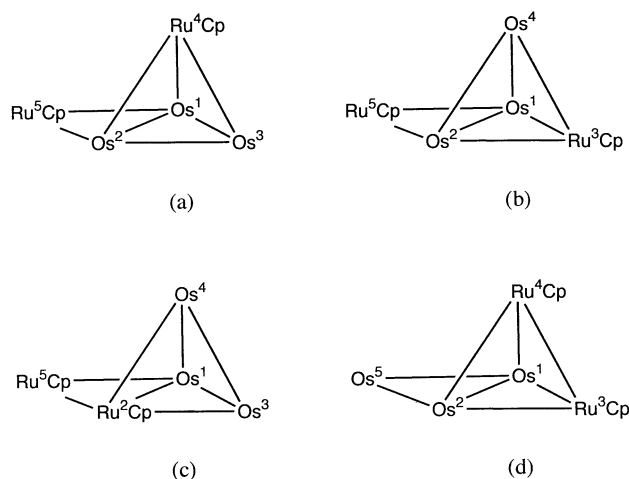 Ru⁴Cp Os⁴
Ru⁵Cp Os¹ Ru⁵Cp Os¹
Os² Os³ Os² Ru³Cp
(a) (b)
Os⁴ Ru⁴Cp
Ru⁵Cp Os¹ Os⁵ Os¹
Ru²Cp Os³ Os² Ru³Cp
(c) (d)